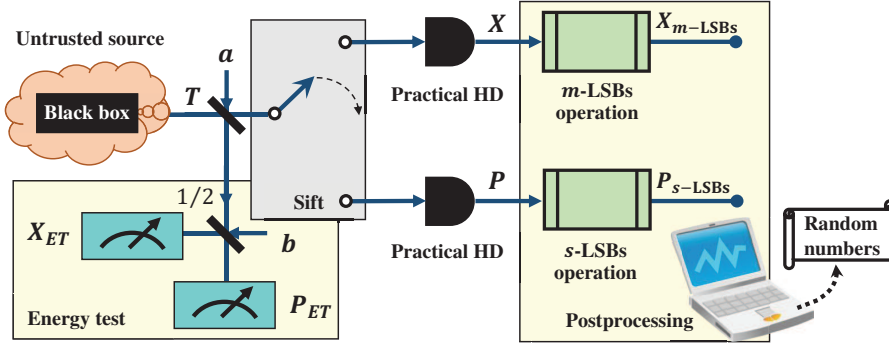 Untrusted source
Black box
T
a
Sift
Practical HD
X
m-LSBs
operation
X_{m-LSBs}
Practical HD
P
s-LSBs
operation
P_{s-LSBs}
1/2
b
X_{ET}
P_{ET}
Energy test
Postprocessing
Random
numbers